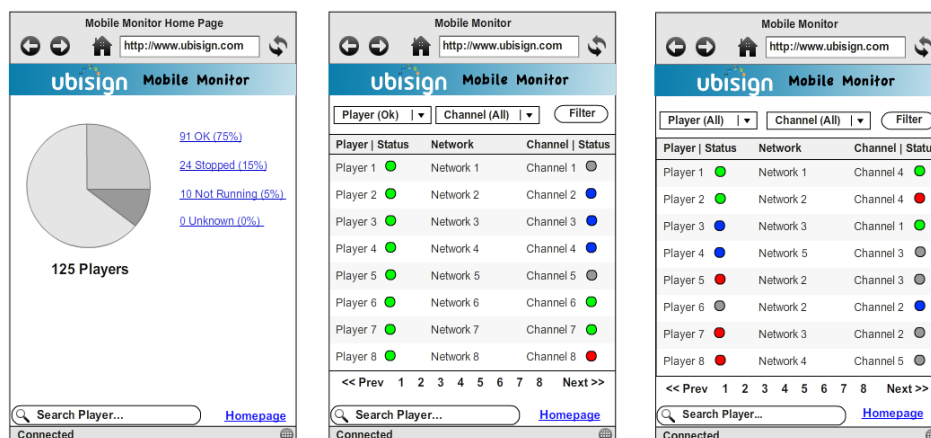 Mobile Monitor Home Page
http://www.ubisign.com
ubisign Mobile Monitor
91 OK (75%)
24 Stopped (15%)
10 Not Running (5%)
0 Unknown (0%)
125 Players
Search Player...
Homepage
Connected
Mobile Monitor
http://www.ubisign.com
ubisign Mobile Monitor
Player (Ok) Channel (All) Filter
Player | Status Network Channel | Status
Player 1 Network 1 Channel 1
Player 2 Network 2 Channel 2
Player 3 Network 3 Channel 3
Player 4 Network 4 Channel 4
Player 5 Network 5 Channel 5
Player 6 Network 6 Channel 6
Player 7 Network 7 Channel 7
Player 8 Network 8 Channel 8
<< Prev 1 2 3 4 5 6 7 8 Next >>
Search Player...
Homepage
Connected
Mobile Monitor
http://www.ubisign.com
ubisign Mobile Monitor
Player (All) Channel (All) Filter
Player | Status Network Channel | Statu
Player 1 Network 1 Channel 4
Player 2 Network 2 Channel 4
Player 3 Network 3 Channel 1
Player 4 Network 5 Channel 3
Player 5 Network 2 Channel 3
Player 6 Network 2 Channel 2
Player 7 Network 3 Channel 2
Player 8 Network 4 Channel 5
<< Prev 1 2 3 4 5 6 7 8 Next >>
Search Player...
Homepage
Connected